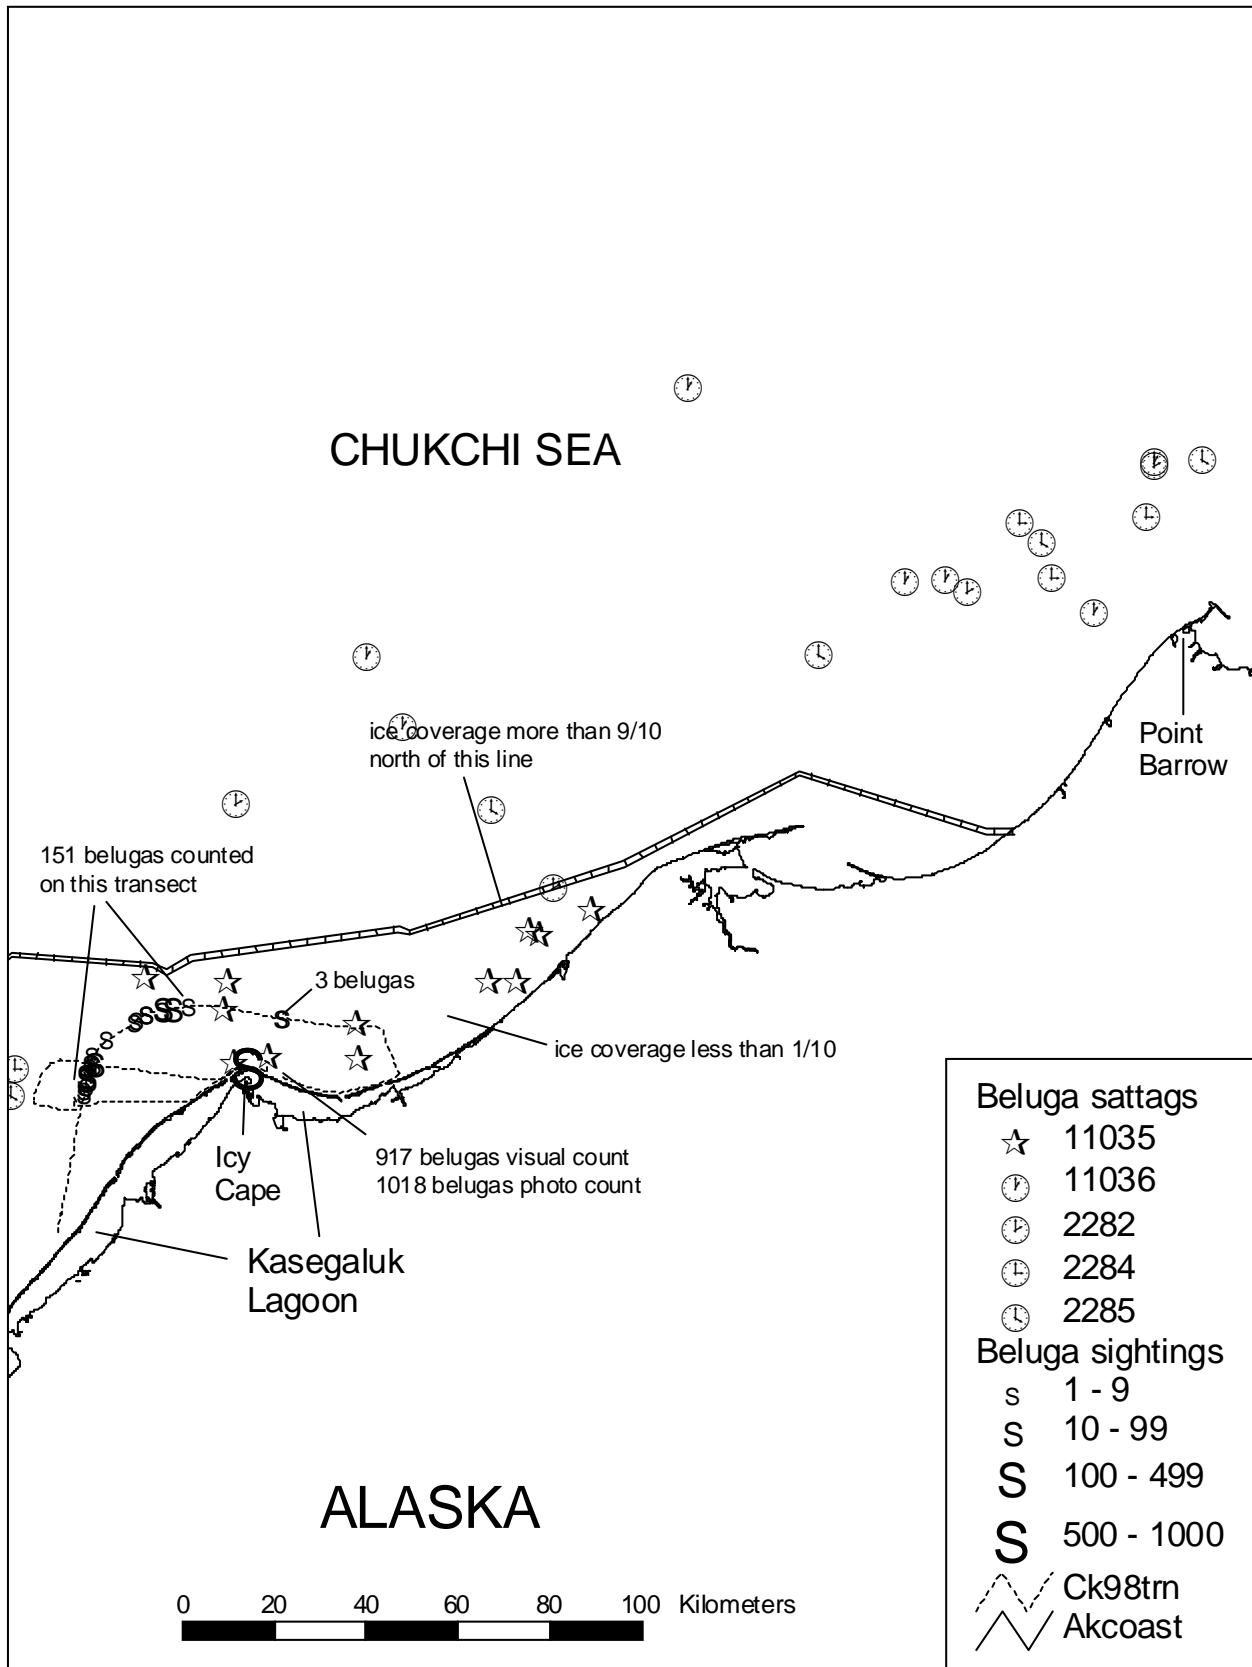 CHUKCHI SEA
ice coverage more than 9/10
north of this line
Point
Barrow
151 belugas counted
on this transect
3 belugas
ice coverage less than 1/10
Icy
Cape
917 belugas visual count
1018 belugas photo count
Kasegaluk
Lagoon
ALASKA
0 20 40 60 80 100 Kilometers
Beluga sattags
11035
11036
2282
2284
2285
Beluga sightings
S 1 - 9
S 10 - 99
S 100 - 499
S 500 - 1000
Ck98trn
Akcoast